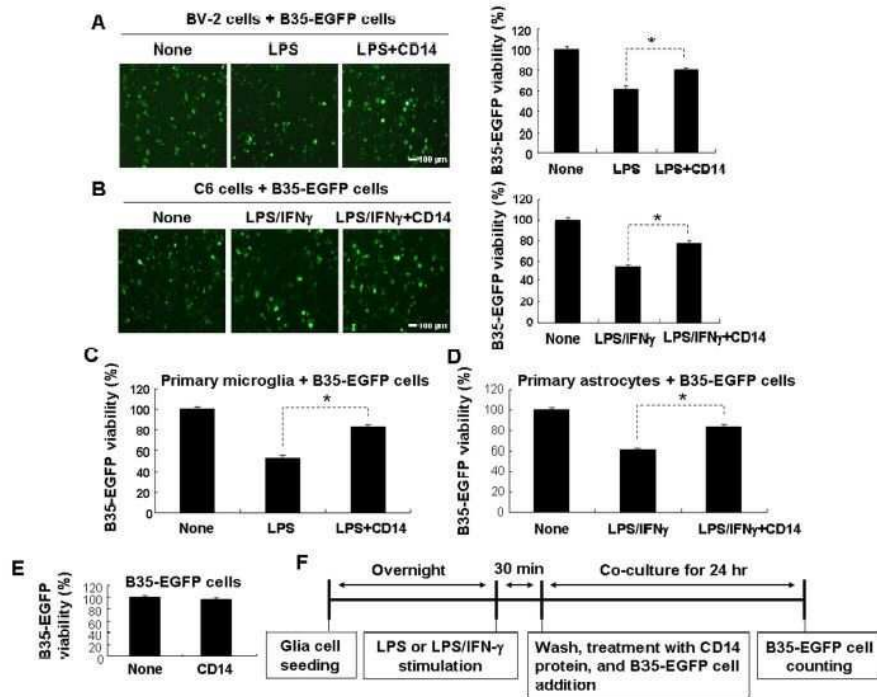 A
BV-2 cells + B35-EGFP cells
None LPS LPS+CD14
100 µm
B35-EGFP viability (%)
120
100
80
60
40
20
0
*
None LPS LPS+CD14
B
C6 cells + B35-EGFP cells
None LPS/IFNγ LPS/IFNγ+CD14
100 µm
B35-EGFP viability (%)
120
100
80
60
40
20
0
*
None LPS/IFNγ LPS/IFNγ+CD14
C
Primary microglia + B35-EGFP cells
B35-EGFP viability (%)
120
100
80
60
40
20
0
*
None LPS LPS+CD14
D
Primary astrocytes + B35-EGFP cells
B35-EGFP viability (%)
120
100
80
60
40
20
0
*
None LPS/IFNγ LPS/IFNγ+CD14
E
B35-EGFP cells
B35-EGFP
viability (%)
120
100
80
60
40
20
0
None CD14
F
Overnight 30 min Co-culture for 24 hr
Glia cell
seeding
LPS or LPS/IFN-γ
stimulation
Wash, treatment with CD14
protein, and B35-EGFP cell
addition
B35-EGFP cell
counting